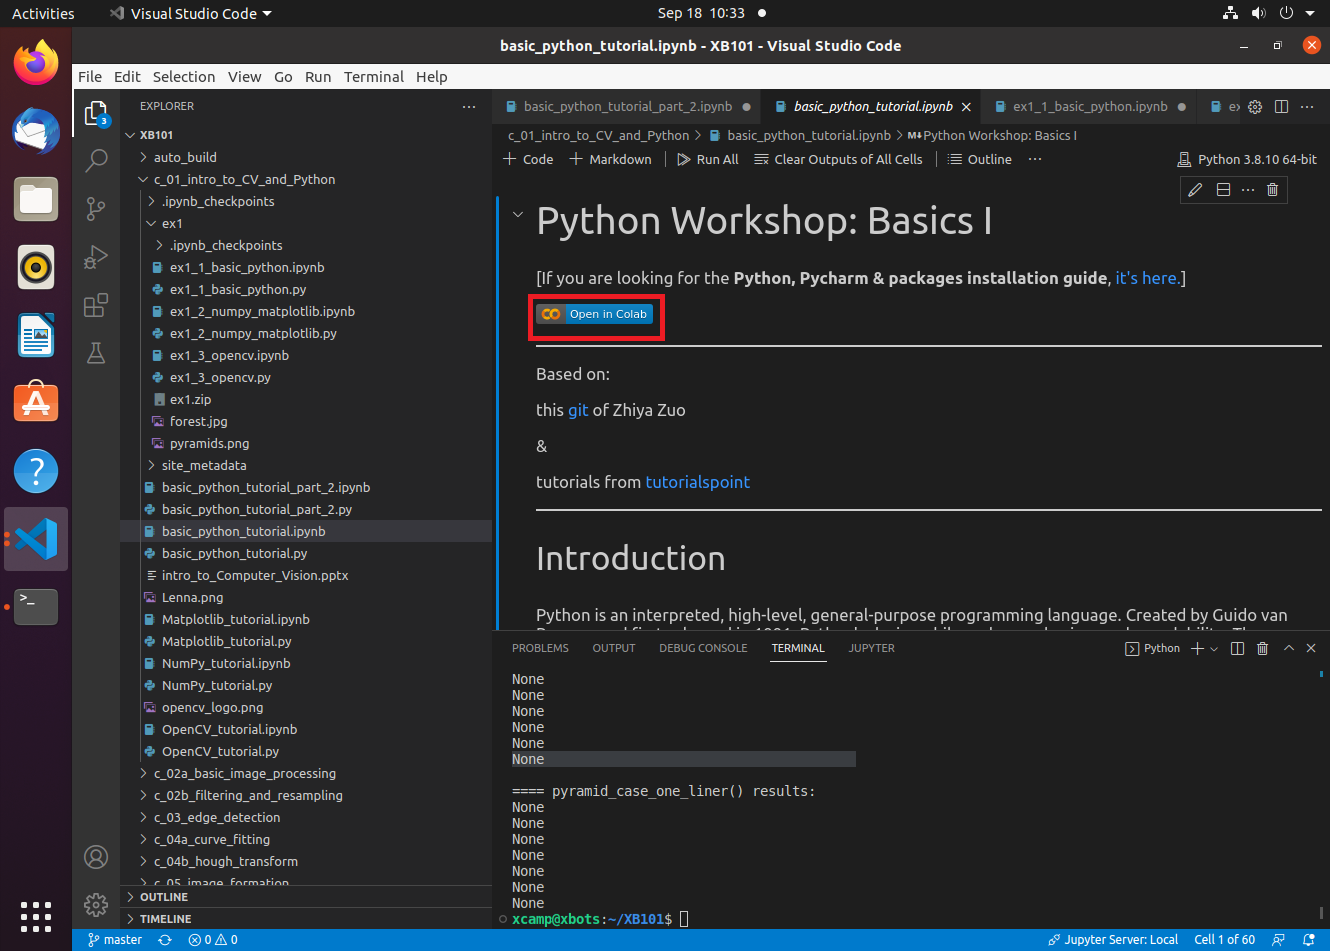 Activities
Visual Studio Code
Sep 18 10:33
basic_python_tutorial.ipynb - XB101 - Visual Studio Code
File Edit Selection View Go Run Terminal Help
3
EXPLORER
XB101
auto_build
c_01_intro_to_CV_and_Python
.ipynb_checkpoints
ex1
.ipynb_checkpoints
ex1_1_basic_python.ipynb
ex1_1_basic_python.py
ex1_2_numpy_matplotlib.ipynb
ex1_2_numpy_matplotlib.py
ex1_3_opencv.ipynb
ex1_3_opencv.py
ex1.zip
forest.jpg
pyramids.png
site_metadata
basic_python_tutorial_part_2.ipynb
basic_python_tutorial_part_2.py
basic_python_tutorial.ipynb
basic_python_tutorial.py
intro_to_Computer_Vision.pptx
Lenna.png
Matplotlib_tutorial.ipynb
Matplotlib_tutorial.py
NumPy_tutorial.ipynb
NumPy_tutorial.py
opencv_logo.png
OpenCV_tutorial.ipynb
OpenCV_tutorial.py
c_02a_basic_image_processing
c_02b_filtering_and_resampling
c_03_edge_detection
c_04a_curve_fitting
c_04b_hough_transform
c_05_image_formation
OUTLINE
TIMELINE
basic_python_tutorial_part_2.ipynb
basic_python_tutorial.ipynb
ex1_1_basic_python.ipynb
ex
c_01_intro_to_CV_and_Python > basic_python_tutorial.ipynb > M↓Python Workshop: Basics I
Code
Markdown
Run All
Clear Outputs of All Cells
Outline
Python 3.8.10 64-bit
Python Workshop: Basics I
[If you are looking for the Python, Pycharm & packages installation guide, it's here.]
Open in Colab
Based on:
this git of Zhiya Zuo
&
tutorials from tutorialspoint
Introduction
Python is an interpreted, high-level, general-purpose programming language. Created by Guido van
PROBLEMS OUTPUT DEBUG CONSOLE TERMINAL JUPYTER
Python
None
None
None
None
None
None
==== pyramid_case_one_liner() results:
None
None
None
None
None
None
None
xcamp@xbots:~/XB101$
master
0 0
Jupyter Server: Local
Cell 1 of 60